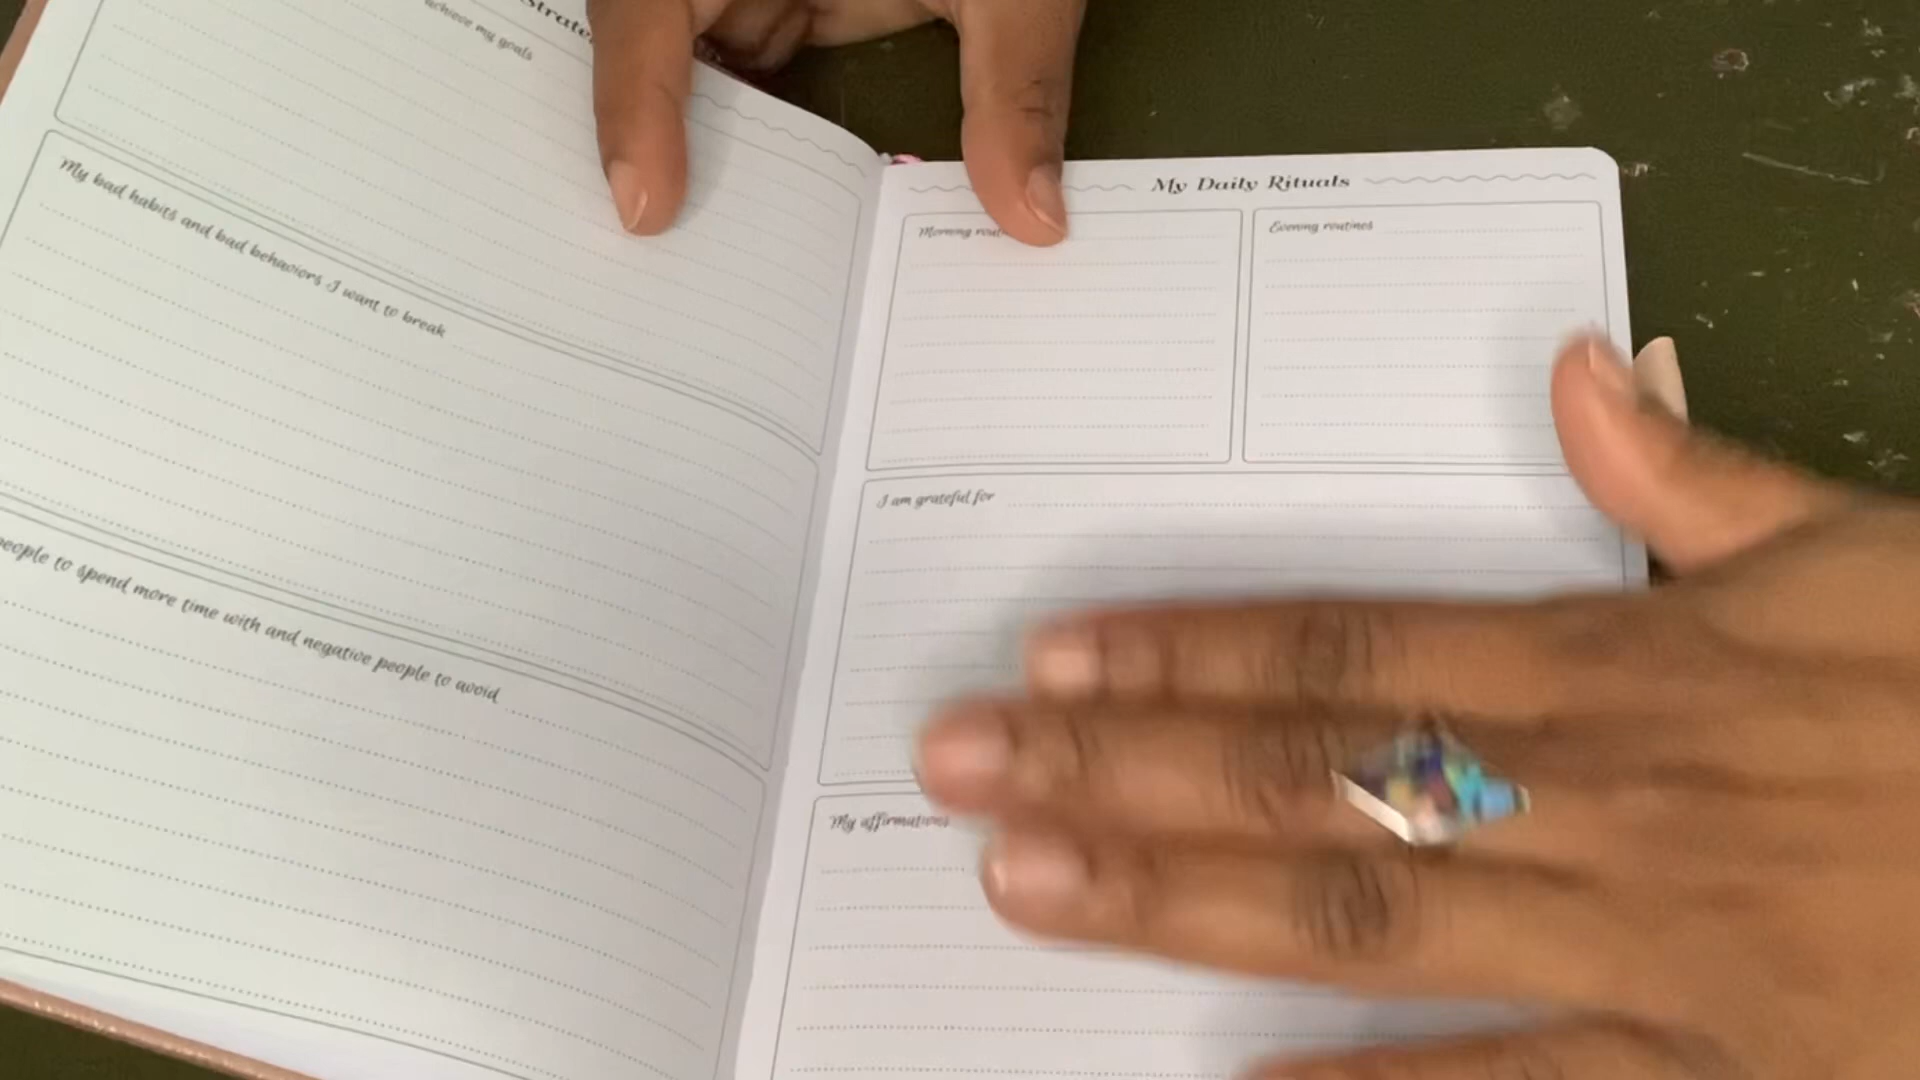 achieve my goals
My bad habits and bad behaviors I want to break
people to spend more time with and negative people to avoid
My Daily Rituals
Morning
Evening routines
I am grateful for
My affirmations